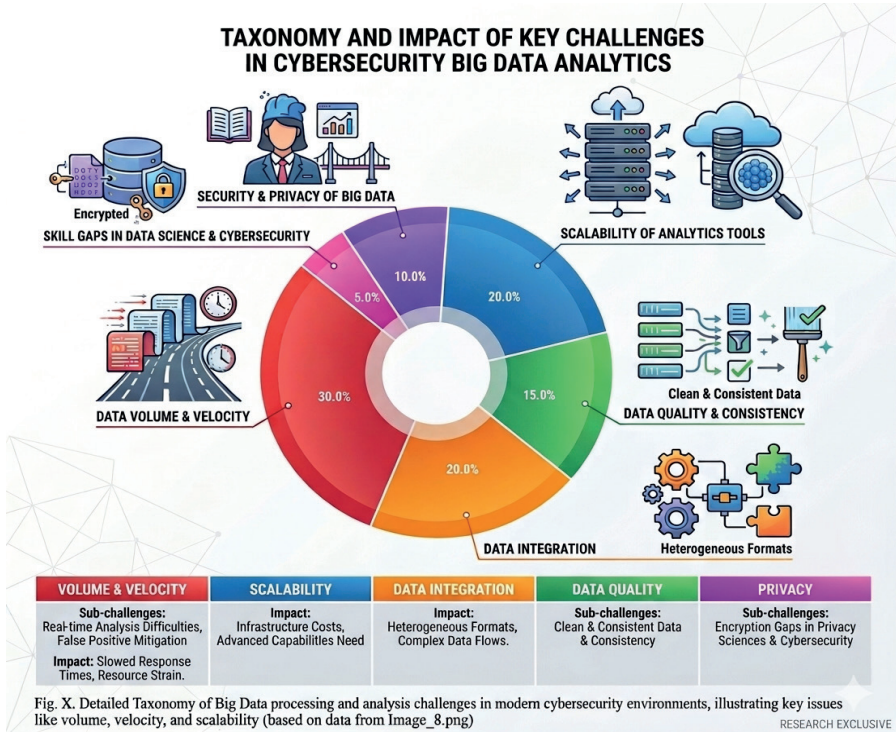 TAXONOMY AND IMPACT OF KEY CHALLENGES
IN CYBERSECURITY BIG DATA ANALYTICS
Encrypted
SECURITY & PRIVACY OF BIG DATA
SKILL GAPS IN DATA SCIENCE & CYBERSECURITY
SCALABILITY OF ANALYTICS TOOLS
10.0%
5.0%
20.0%
DATA VOLUME & VELOCITY
30.0%
15.0%
Clean & Consistent Data
DATA QUALITY & CONSISTENCY
20.0%
DATA INTEGRATION
Heterogeneous Formats
VOLUME & VELOCITY
Sub-challenges:
Real-time Analysis Difficulties,
False Positive Mitigation
Impact: Slowed Response
Times, Resource Strain.
SCALABILITY
Impact:
Infrastructure Costs,
Advanced Capabilitles Need
DATA INTEGRATION
Impact:
Heterogeneous Formats,
Complex Data Flows.
DATA QUALITY
Sub-challenges:
Clean & Consistent Data
& Consistency
PRIVACY
Sub-challenges:
Encryption Gaps in Privacy
Sciences & Cybersecurity
Fig. X. Detailed Taxonomy of Big Data processing and analysis challenges in modern cybersecurity environments, illustrating key issues
like volume, velocity, and scalability (based on data from Image_8.png)
RESEARCH EXCLUSIVE